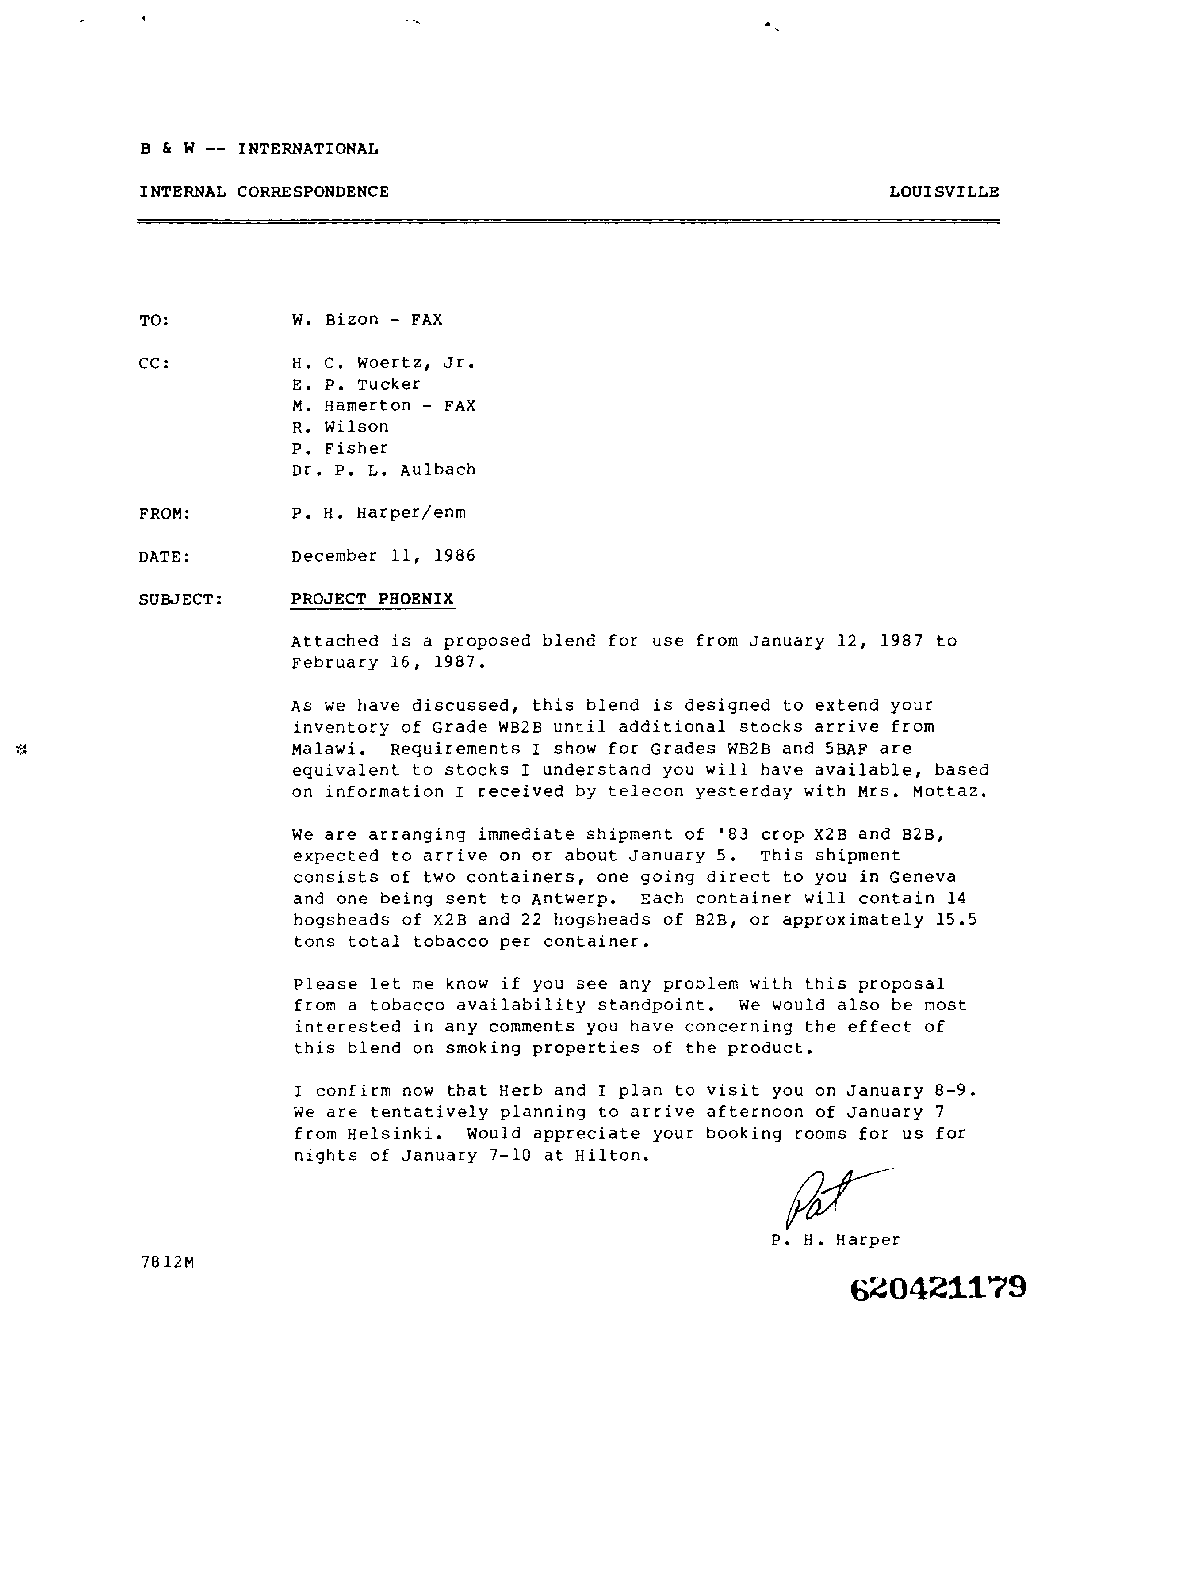 B & W -- INTERNATIONAL
INTERNAL CORRESPONDENCE LOUISVILLE
TO: W. Bizon - FAX
CC: H. C. Woertz, Jr.
E. P. Tucker
M. Hamerton - FAX
R. Wilson
P. Fisher
Dr. P. L. Aulbach
FROM: P. H. Harper/enm
DATE: December 11, 1986
SUBJECT: PROJECT PHOENIX
Attached is a proposed blend for use from January 12, 1987 to
February 16, 1987.
As we have discussed, this blend is designed to extend your
inventory of Grade WB2B until additional stocks arrive from
Malawi. Requirements I show for Grades WB2B and 5BAF are
equivalent to stocks I understand you will have available, based
on information I received by telecon yesterday with Mrs. Mottaz.
We are arranging immediate shipment of '83 crop X2B and B2B,
expected to arrive on or about January 5. This shipment
consists of two containers, one going direct to you in Geneva
and one being sent to Antwerp. Each container will contain 14
hogsheads of X2B and 22 hogsheads of B2B, or approximately 15.5
tons total tobacco per container.
Please let me know if you see any problem with this proposal
from a tobacco availability standpoint. We would also be most
interested in any comments you have concerning the effect of
this blend on smoking properties of the product.
I confirm now that Herb and I plan to visit you on January 8-9.
We are tentatively planning to arrive afternoon of January 7
from Helsinki. Would appreciate your booking rooms for us for
nights of January 7-10 at Hilton.
Pat
P. H. Harper
7812M
620421179